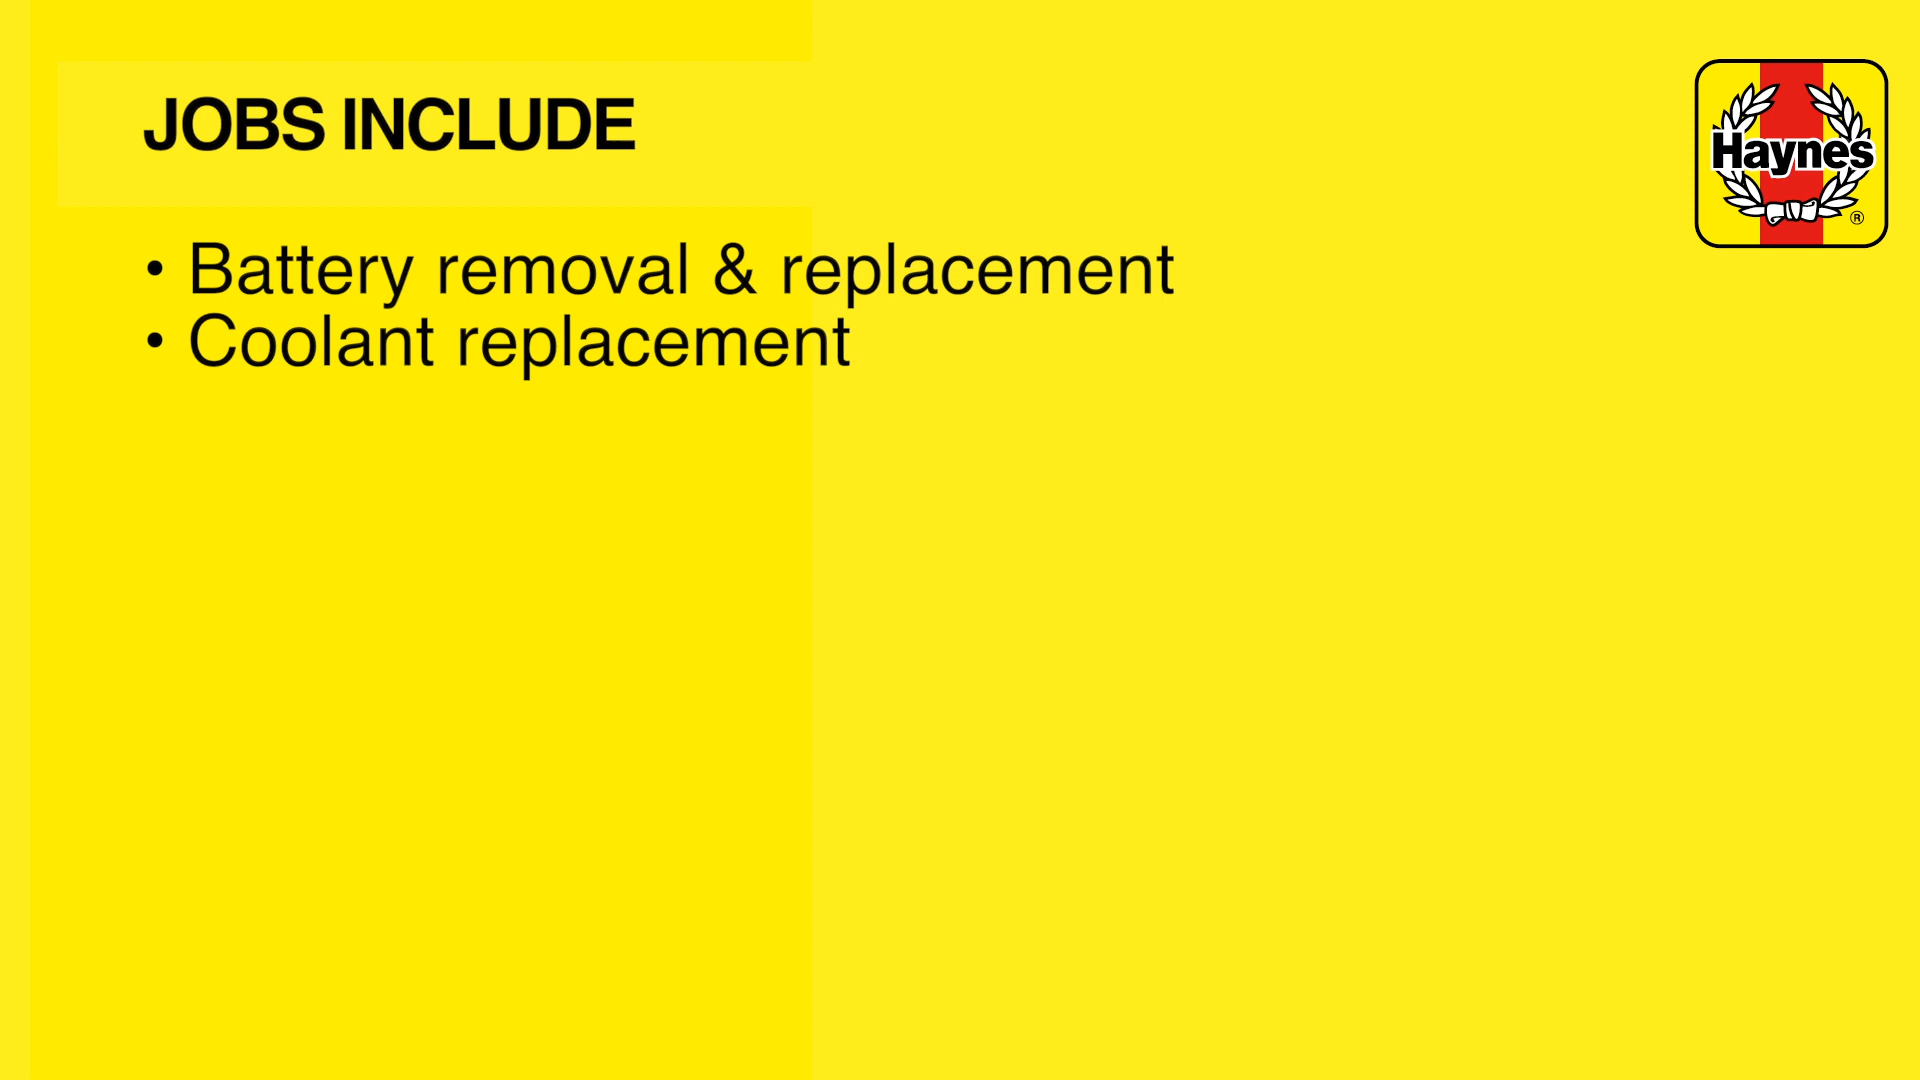 JOBS INCLUDE
Haynes
®
• Battery removal & replacement
• Coolant replacement